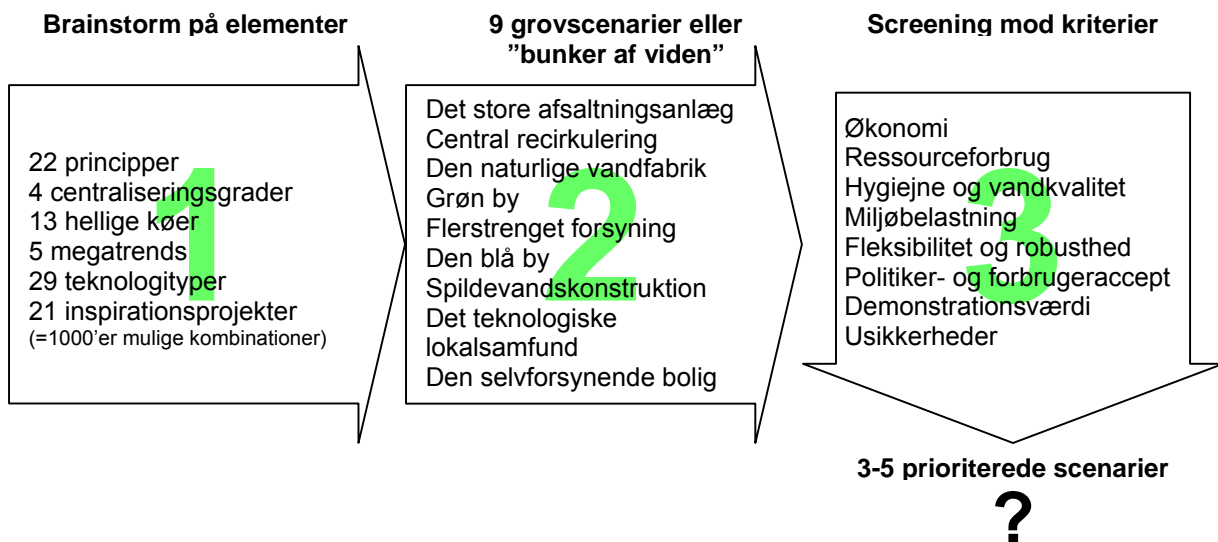 Brainstorm på elementer
1
22 principper
4 centraliseringsgrader
13 hellige køer
5 megatrends
29 teknologityper
21 inspirationsprojekter
(=1000’er mulige kombinationer)
9 grovscenarier eller
”bunker af viden”
2
Det store afsaltningsanlæg
Central recirkulering
Den naturlige vandfabrik
Grøn by
Flerstrenget forsyning
Den blå by
Spildevandskonstruktion
Det teknologiske
lokalsamfund
Den selvforsynende bolig
Screening mod kriterier
3
Økonomi
Ressourceforbrug
Hygiejne og vandkvalitet
Miljøbelastning
Fleksibilitet og robusthed
Politiker- og forbrugeraccept
Demonstrationsværdi
Usikkerheder
3-5 prioriterede scenarier
?